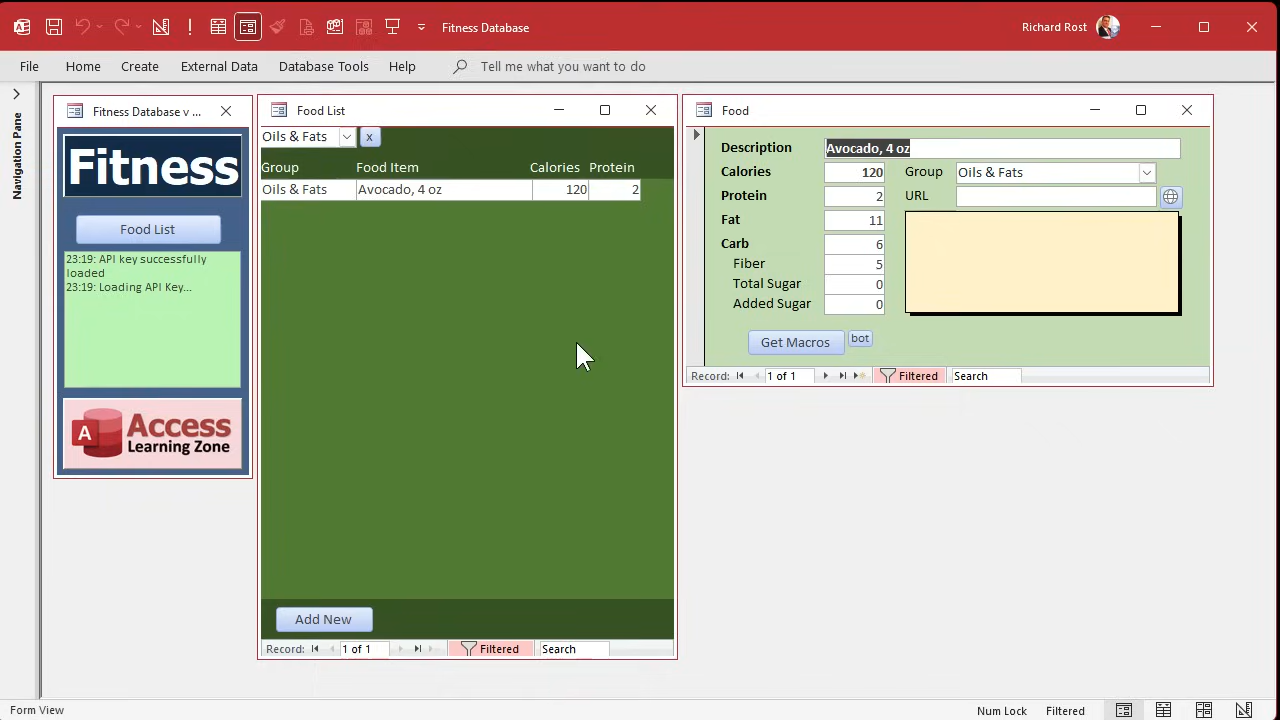 Fitness Database
Richard Rost
File Home Create External Data Database Tools Help Tell me what you want to do
Navigation Pane
Fitness Database v ...
Fitness
Food List
23:19: API key successfully
loaded
23:19: Loading API Key...
A Access
Learning Zone
Food List
Oils & Fats x
Group Food Item Calories Protein
Oils & Fats Avocado, 4 oz 120 2
Add New
Record: 1 of 1 Filtered Search
Food
Description Avocado, 4 oz
Calories 120 Group Oils & Fats
Protein 2 URL
Fat 11
Carb 6
Fiber 5
Total Sugar 0
Added Sugar 0
Get Macros bot
Record: 1 of 1 Filtered Search
Form View Num Lock Filtered